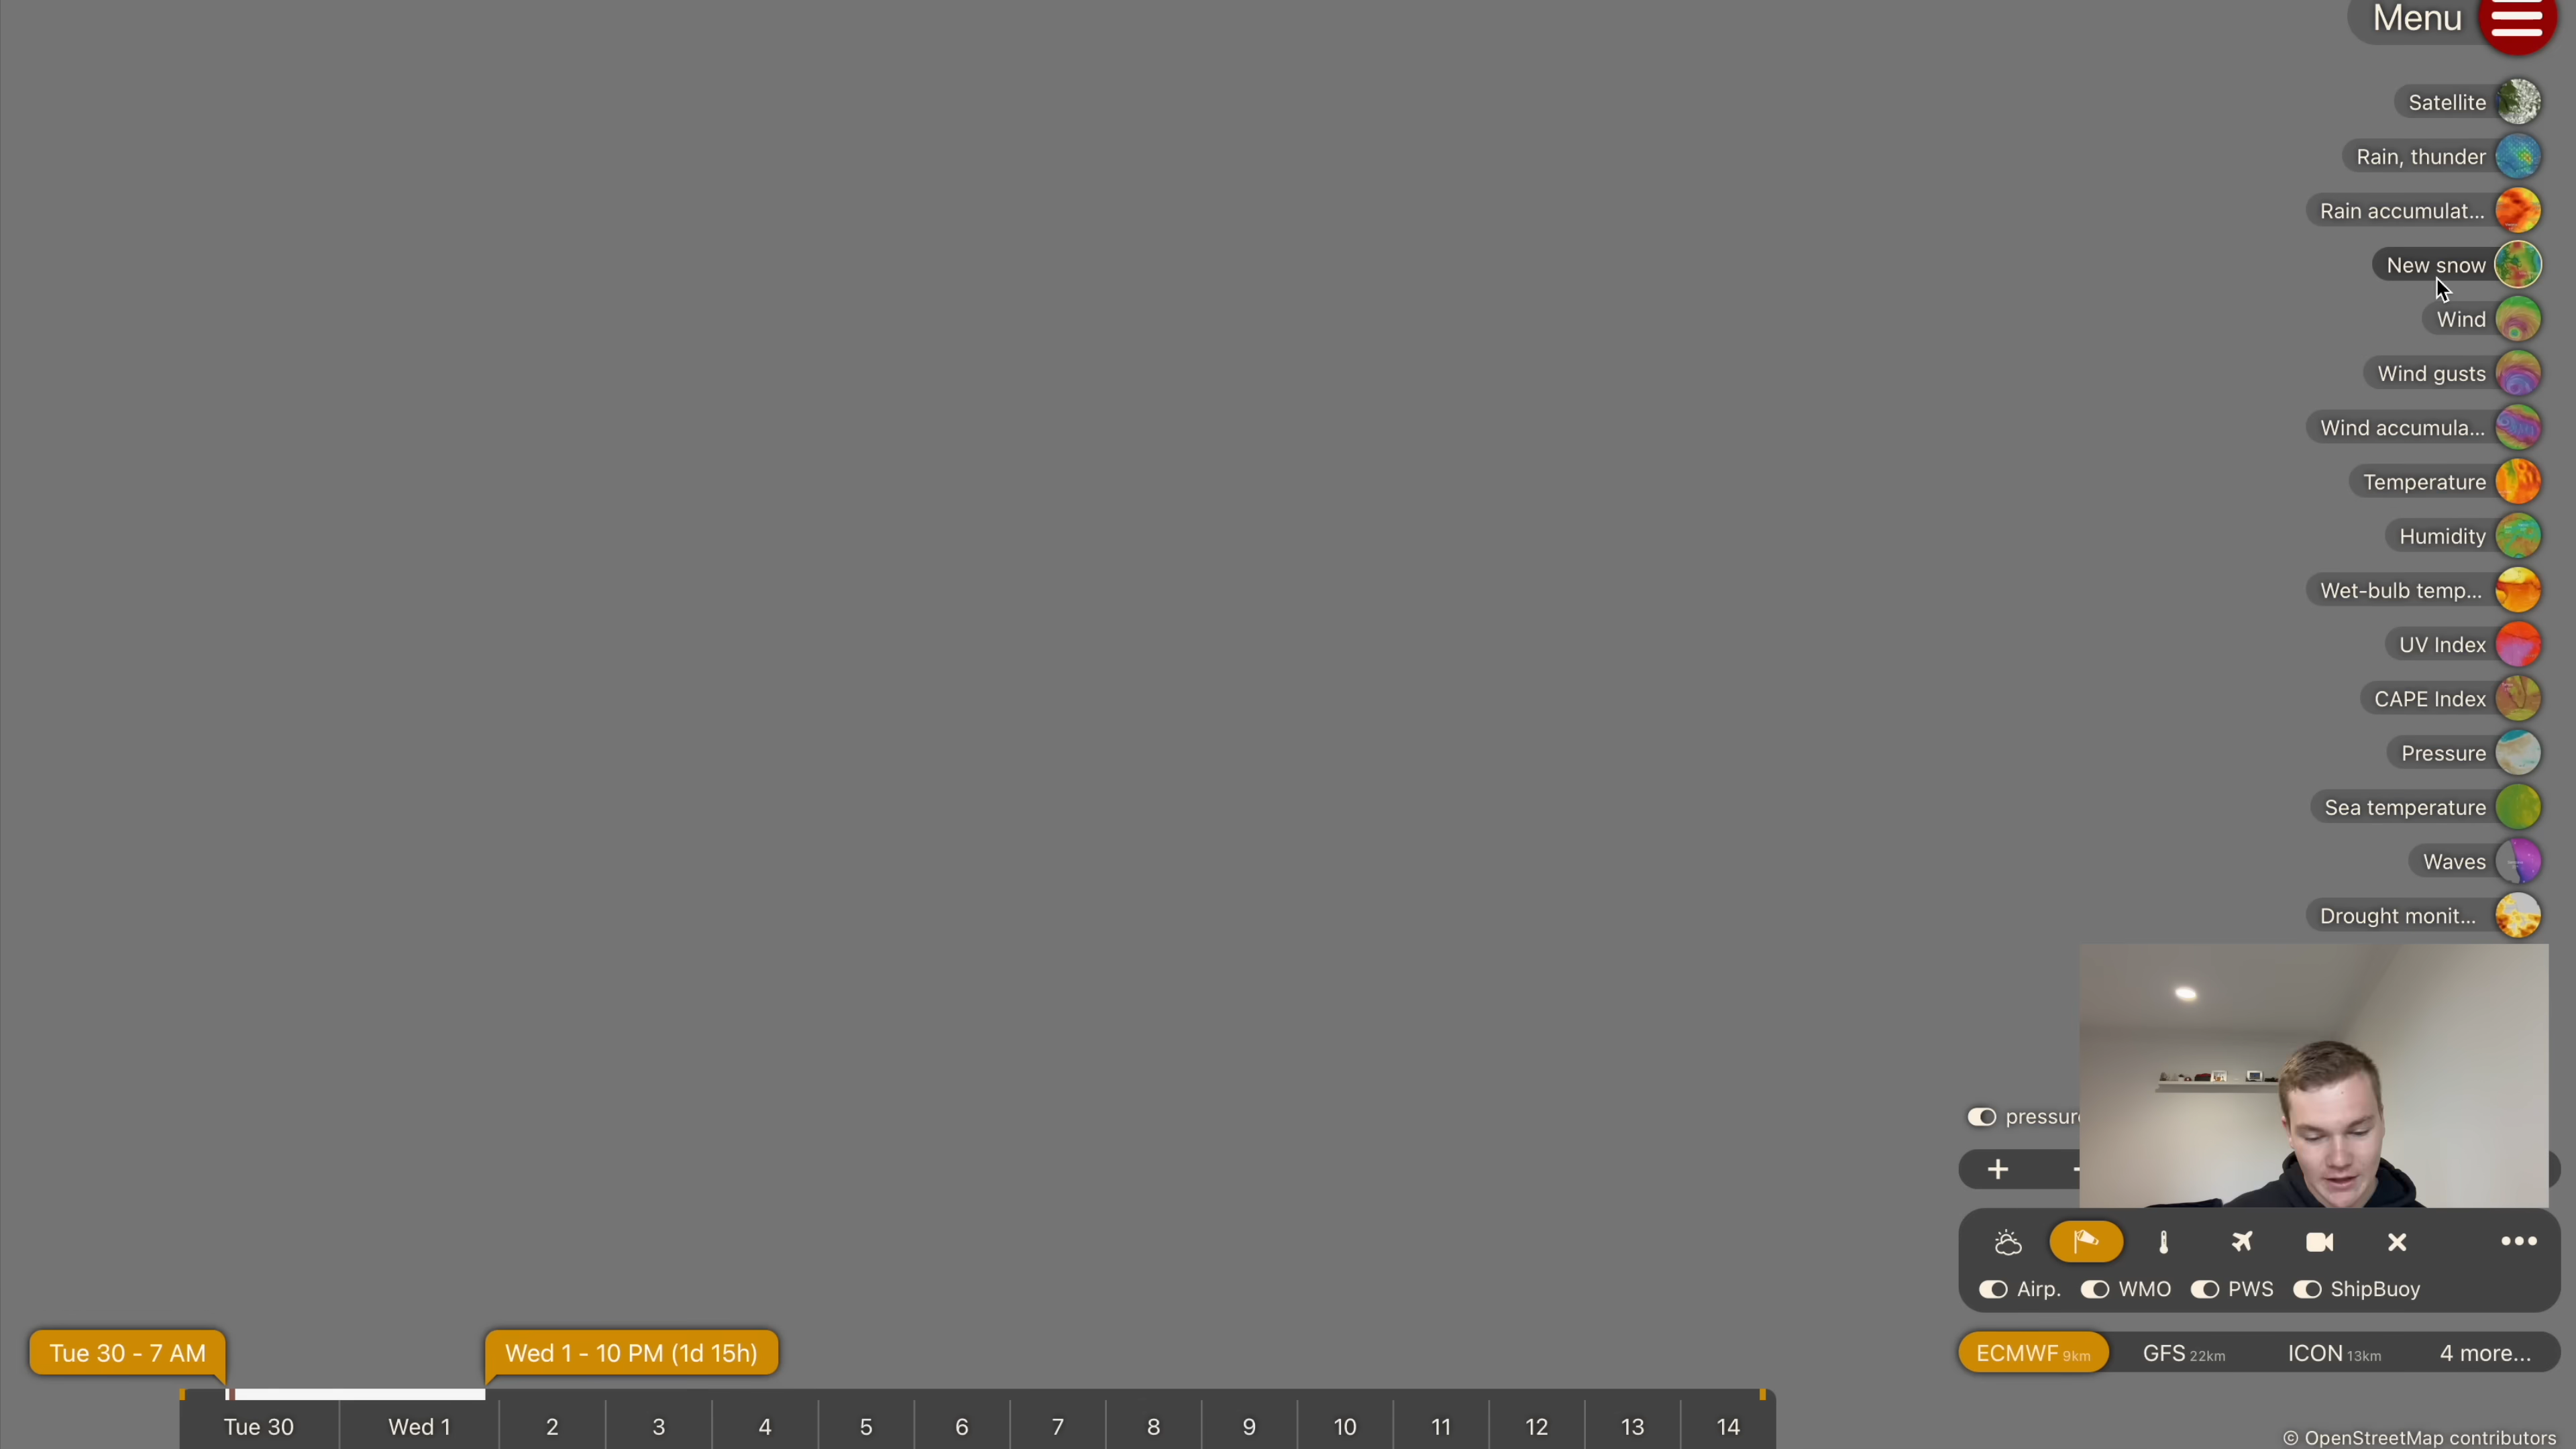 Menu
Satellite
Rain, thunder
Rain accumulat...
New snow
Wind
Wind gusts
Wind accumula...
Temperature
Humidity
Wet-bulb temp...
UV Index
CAPE Index
Pressure
Sea temperature
Waves
Drought monit...
pressur
Airp. WMO PWS ShipBuoy
Tue 30 - 7 AM Wed 1 - 10 PM (1d 15h) ECMWF 9km GFS 22km ICON 13km 4 more...
Tue 30 Wed 1 2 3 4 5 6 7 8 9 10 11 12 13 14
© OpenStreetMap contributors